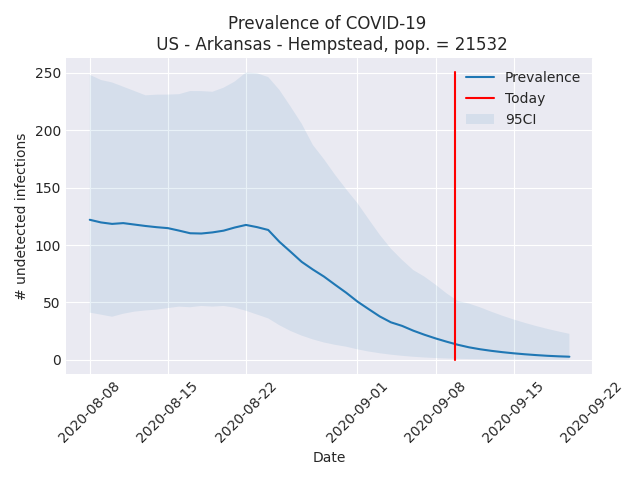 Prevalence of COVID-19
US - Arkansas - Hempstead, pop. = 21532
# undetected infections
250
200
150
100
50
0
Prevalence
Today
95CI
2020-08-08
2020-08-15
2020-08-22
2020-09-01
2020-09-08
2020-09-15
2020-09-22
Date